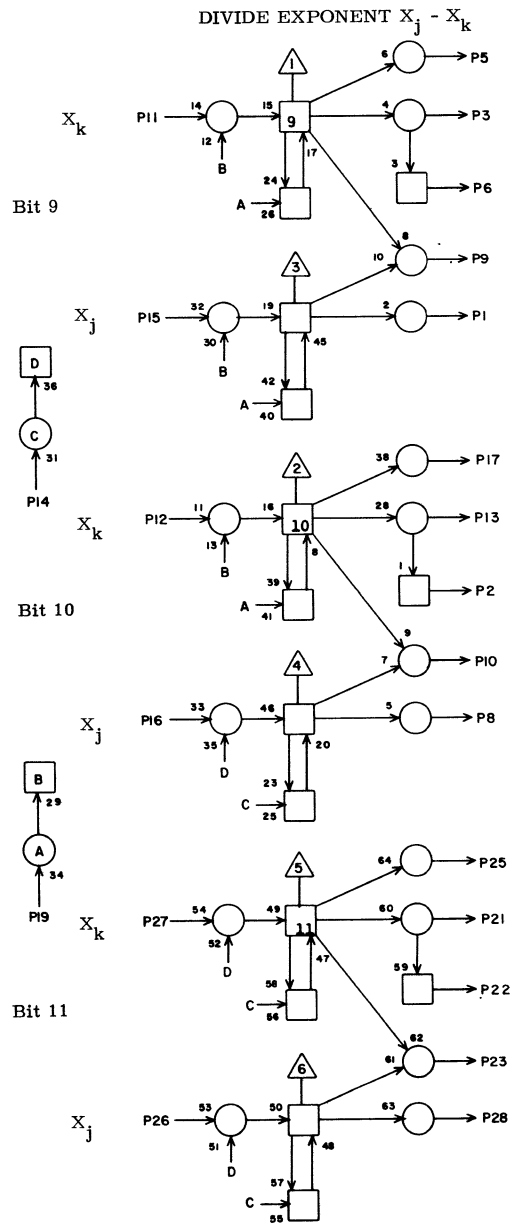 DIVIDE EXPONENT Xj - Xk
1
6 P5
Xk P11 14 15 9 4 P3
12 17 3
B 24 P6
Bit 9 A 26
8
3 10 P9
Xj P15 32 19 2 P1
30 45
B 42
D A 40
36
C
31 2 38 P17
P14
Xk P12 11 16 10 28 P13
13 8 1
B 39 P2
A 41
Bit 10
9
4 7 P10
Xj P16 33 46 5 P8
35 20
D 23
B C 25
29
A 5 64 P25
34
P19
Xk P27 54 49 11 60 P21
52 47 59
D 58 P22
C 56
Bit 11
62
6 61 P23
Xj P26 53 50 63 P28
51 48
D 57
C 55